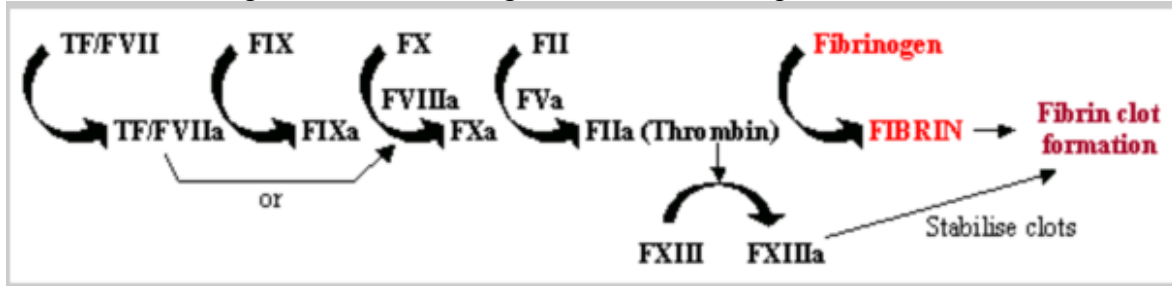 TF/FVII
TF/FVIIa
or
FIX
FIXa
FX
FVIIIa
FXa
FII
FVa
FIIa (Thrombin)
FXIII
FXIIIa
Fibrinogen
FIBRIN
Fibrin clot
formation
Stabilise clots